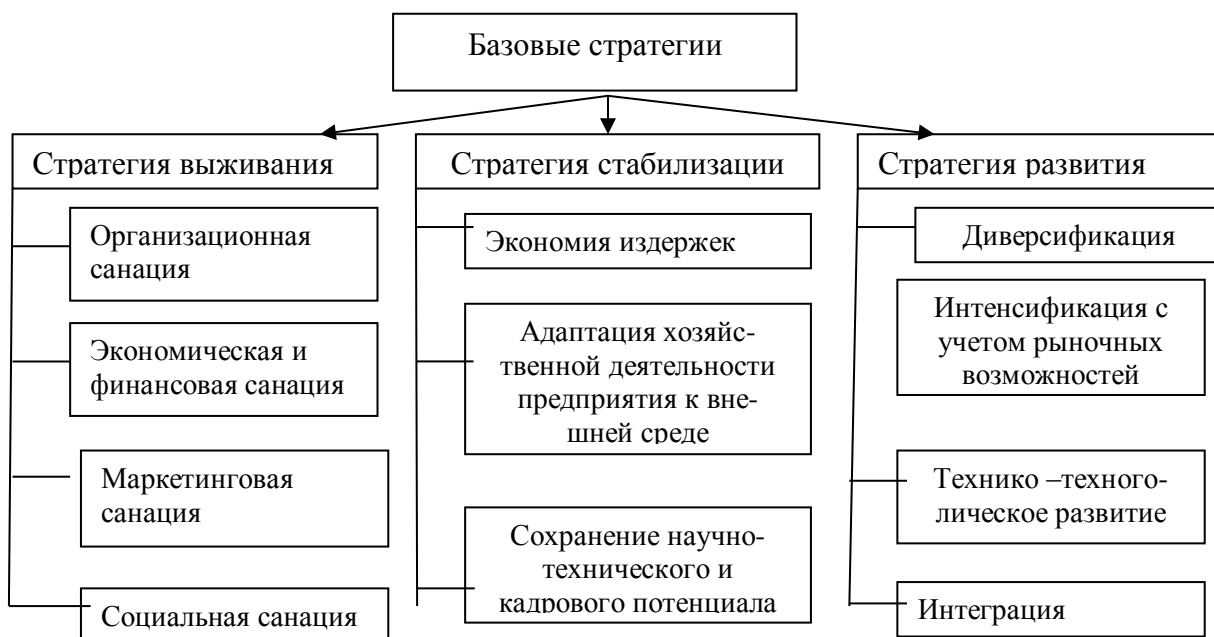 Базовые стратегии
Стратегия выживания
Организационная
санация
Экономическая и
финансовая санация
Маркетинговая
санация
Социальная санация
Стратегия стабилизации
Экономия издержек
Адаптация хозяйс-
твенной деятельности
предприятия к вне-
шней среде
Сохранение научно-
технического и
кадрового потенциала
Стратегия развития
Диверсификация
Интенсификация с
учетом рыночных
возможностей
Технико –техноло-
лическое развитие
Интеграция